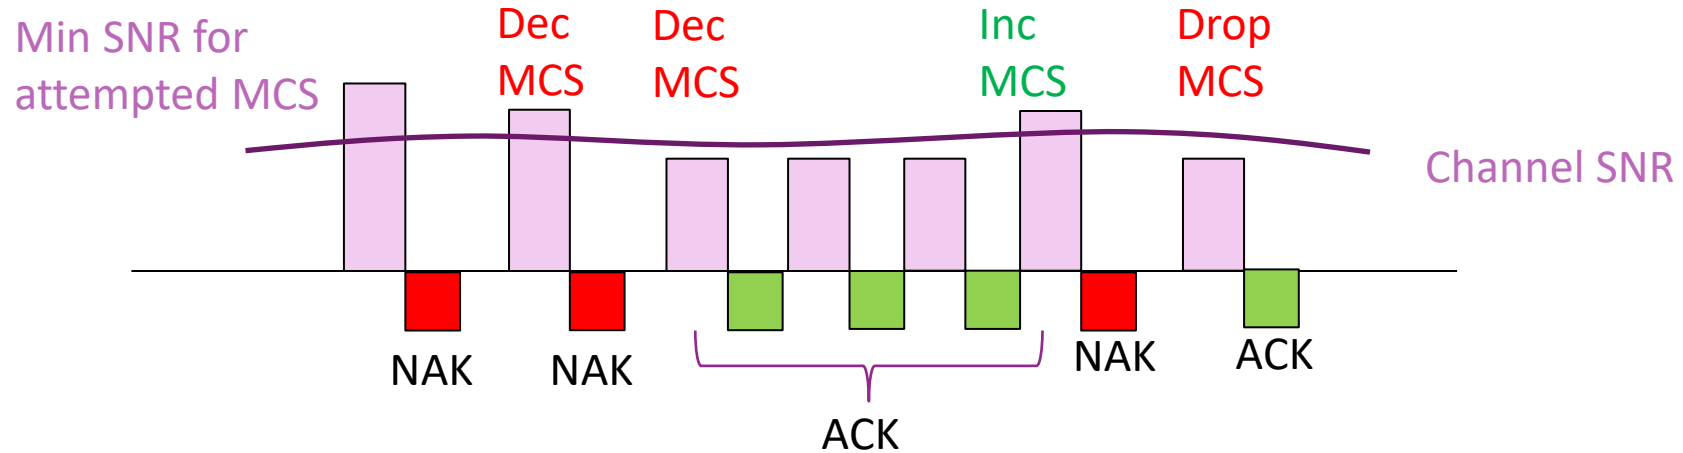 Min SNR for
attempted MCS
Dec
MCS
Dec
MCS
Inc
MCS
Drop
MCS
Channel SNR
NAK
NAK
ACK
NAK
ACK